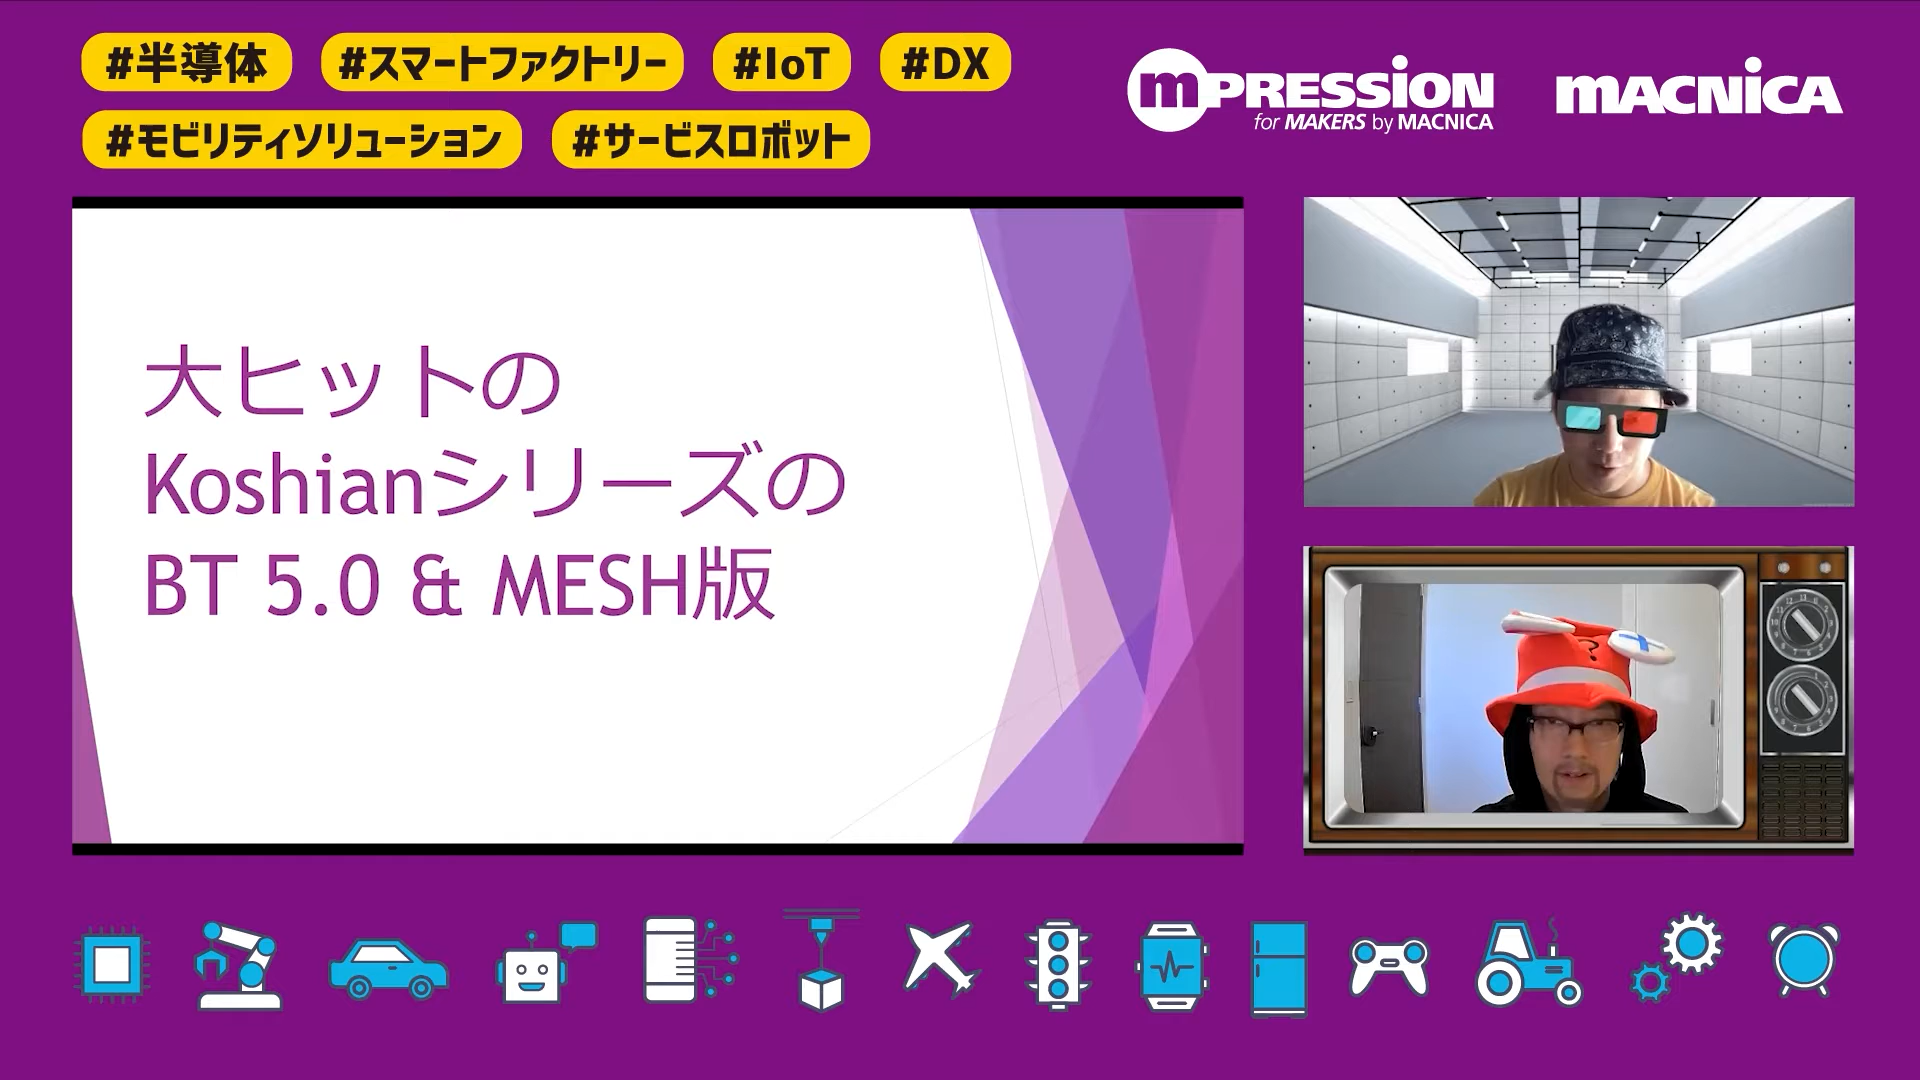 #半導体
#スマートファクトリー
#IoT
#DX
#モビリティソリューション
#サービスロボット
mPRESSiON
for MAKERS by MACNICA
MACNiCA
大ヒットの
Koshianシリーズの
BT 5.0 & MESH版
?